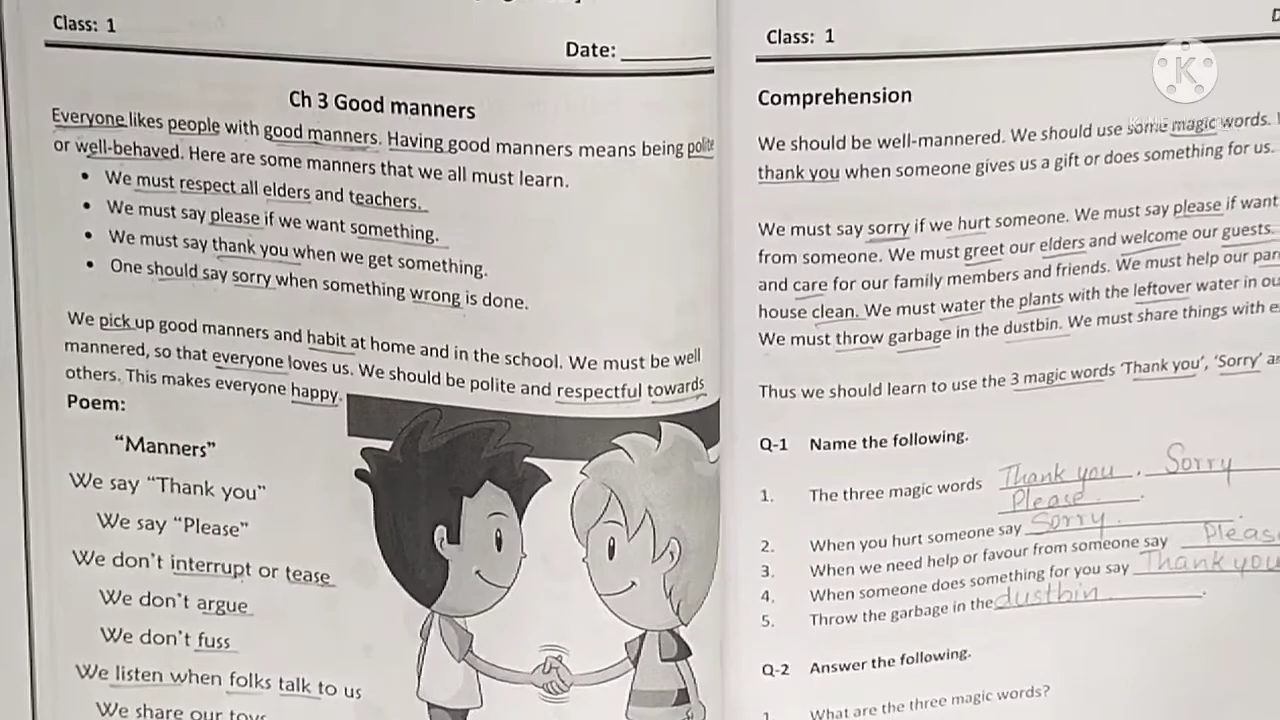 Class: 1
Date:
Ch 3 Good manners
Everyone likes people with good manners. Having good manners means being polite
or well-behaved. Here are some manners that we all must learn.
• We must respect all elders and teachers.
• We must say please if we want something.
• We must say thank you when we get something.
• One should say sorry when something wrong is done.
We pick up good manners and habit at home and in the school. We must be well
mannered, so that everyone loves us. We should be polite and respectful towards
others. This makes everyone happy.
Poem:
“Manners”
We say “Thank you”
We say “Please”
We don’t interrupt or tease
We don’t argue
We don’t fuss
We listen when folks talk to us
We share our toys
Class: 1
Comprehension
We should be well-mannered. We should use some magic words.
thank you when someone gives us a gift or does something for us.
We must say sorry if we hurt someone. We must say please if want
from someone. We must greet our elders and welcome our guests.
and care for our family members and friends. We must help our
house clean. We must water the plants with the leftover water in
We must throw garbage in the dustbin. We must share things with
Thus we should learn to use the 3 magic words ‘Thank you’, ‘Sorry’
Q-1 Name the following.
1. The three magic words Thank you, Sorry
Please.
2. When you hurt someone say Sorry.
3. When we need help or favour from someone say Please
4. When someone does something for you say Thank you
5. Throw the garbage in the dustbin.
Q-2 Answer the following.
1. What are the three magic words?
K